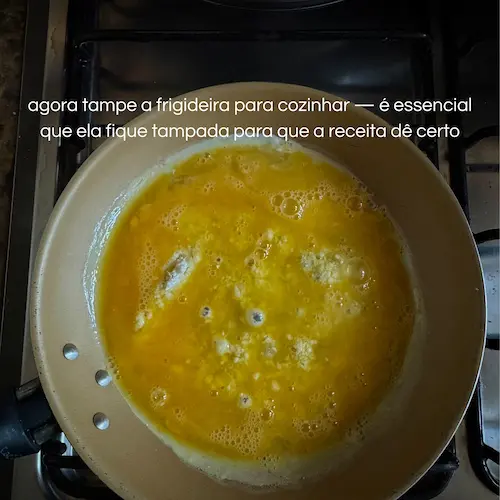 agora tampe a frigideira para cozinhar — é essencial
que ela fique tampada para que a receita dê certo